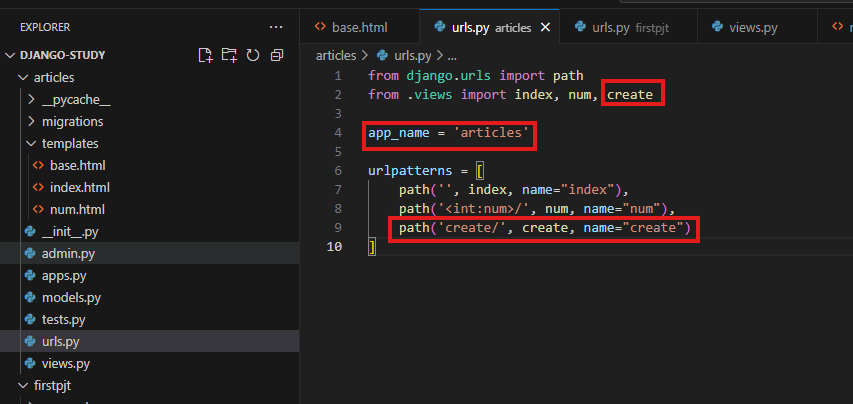 EXPLORER
DJANGO-STUDY
articles
__pycache__
migrations
templates
base.html
index.html
num.html
__init__.py
admin.py
apps.py
models.py
tests.py
urls.py
views.py
firstpjt
base.html
urls.py articles
urls.py firstpjt
views.py
articles > urls.py > ...
1 from django.urls import path
2 from .views import index, num, create
3
4 app_name = 'articles'
5
6 urlpatterns = [
7 path('', index, name="index"),
8 path('<int:num>/', num, name="num"),
9 path('create/', create, name="create")
10 ]